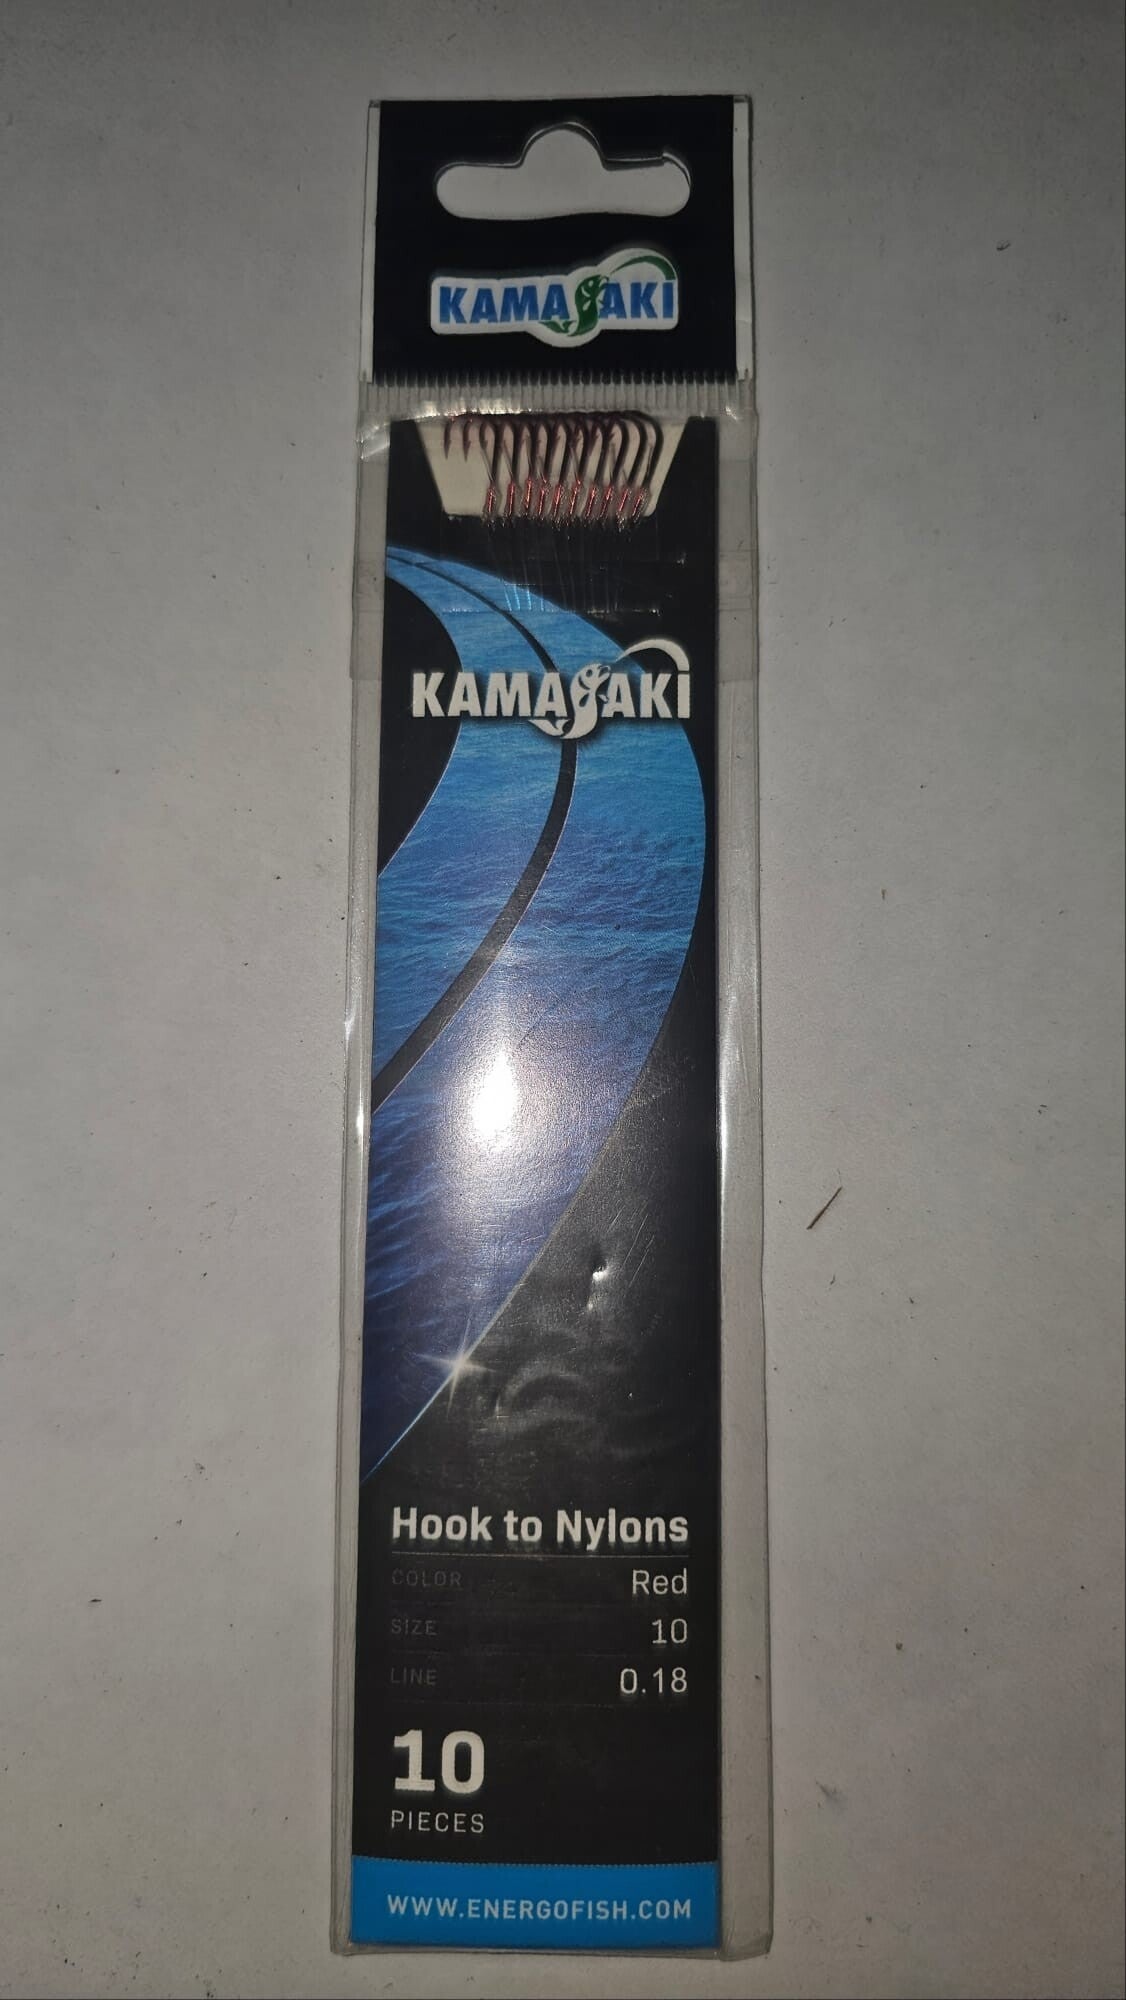 KAMASAKI
KAMASAKI
Hook to Nylons
COLOR Red
SIZE 10
LINE 0.18
10
PIECES
WWW.ENERGOFISH.COM